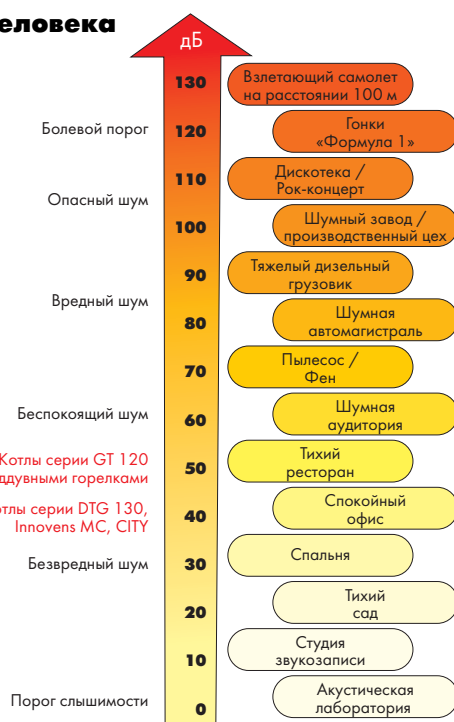 еловека
дБ
130
Взлетающий самолет
на расстоянии 100 м
Болевой порог
120
Гонки
«Формула 1»
110
Дискотека /
Рок-концерт
Опасный шум
100
Шумный завод /
производственный цех
90
Тяжелый дизельный
грузовик
Вредный шум
80
Шумная
автомагистраль
70
Пылесос /
Фен
Беспокоящий шум
60
Шумная
аудитория
Котлы серии GT 120
ддувными горелками
50
Тихий
ресторан
тлы серии DTG 130,
Innovens MC, CITY
40
Спокойный
офис
Безвредный шум
30
Спальня
20
Тихий
сад
10
Студия
звукозаписи
Порог слышимости
0
Акустическая
лаборатория